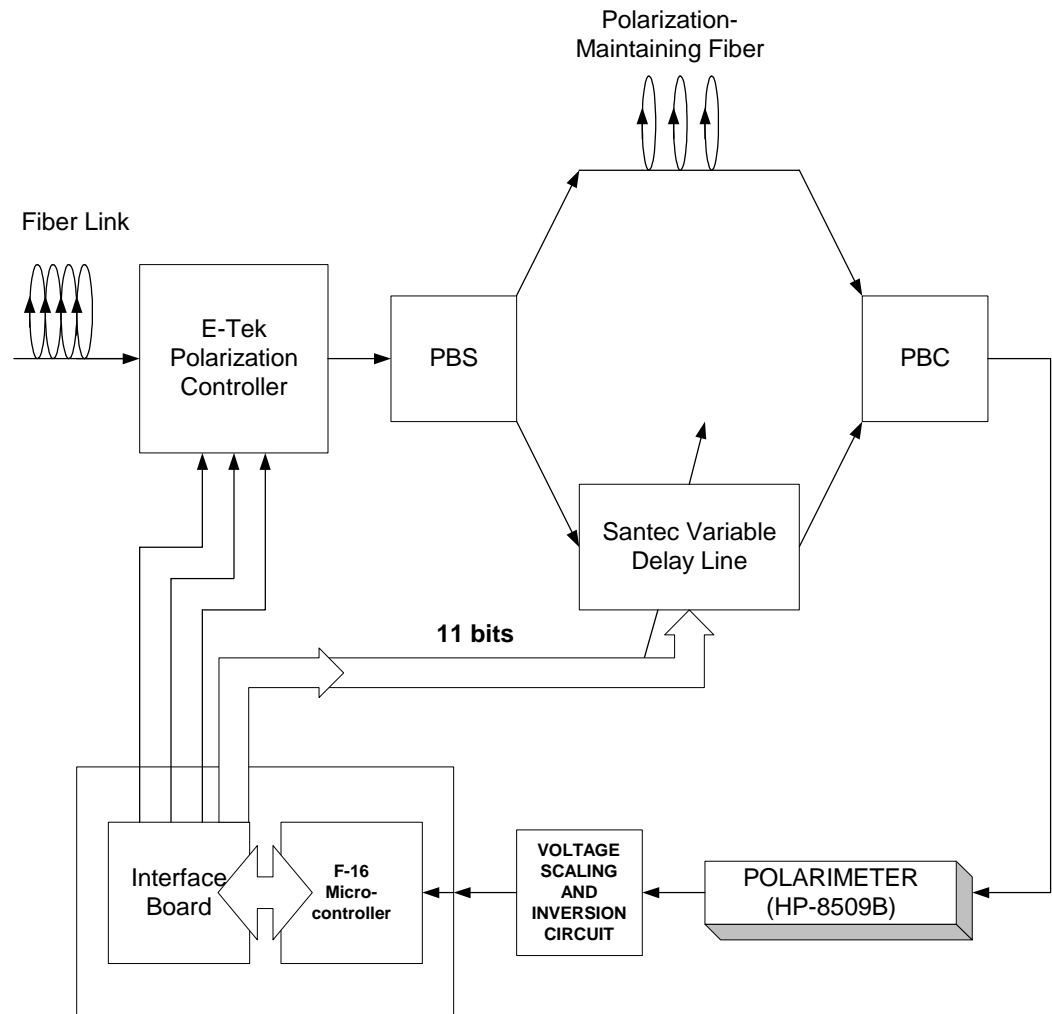 Polarization-
Maintaining Fiber
Fiber Link
E-Tek
Polarization
Controller
PBS
PBC
Santec Variable
Delay Line
11 bits
Interface
Board
F-16
Micro-
controller
VOLTAGE
SCALING
AND
INVERSION
CIRCUIT
POLARIMETER
(HP-8509B)